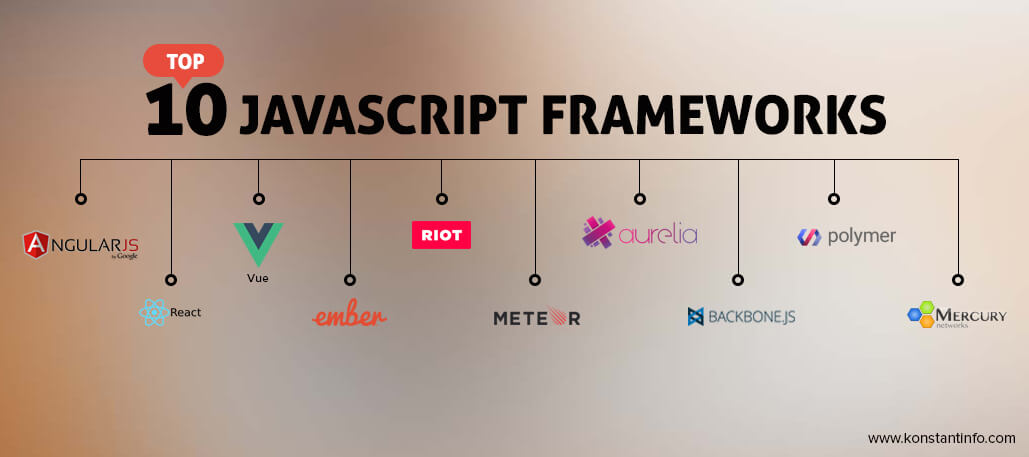 TOP
10 JAVASCRIPT FRAMEWORKS
ANGULARJS
by Google
React
Vue
ember
RIOT
METEOR
aurelia
BACKBONE.JS
polymer
MERCURY
networks
www.konstantinfo.com